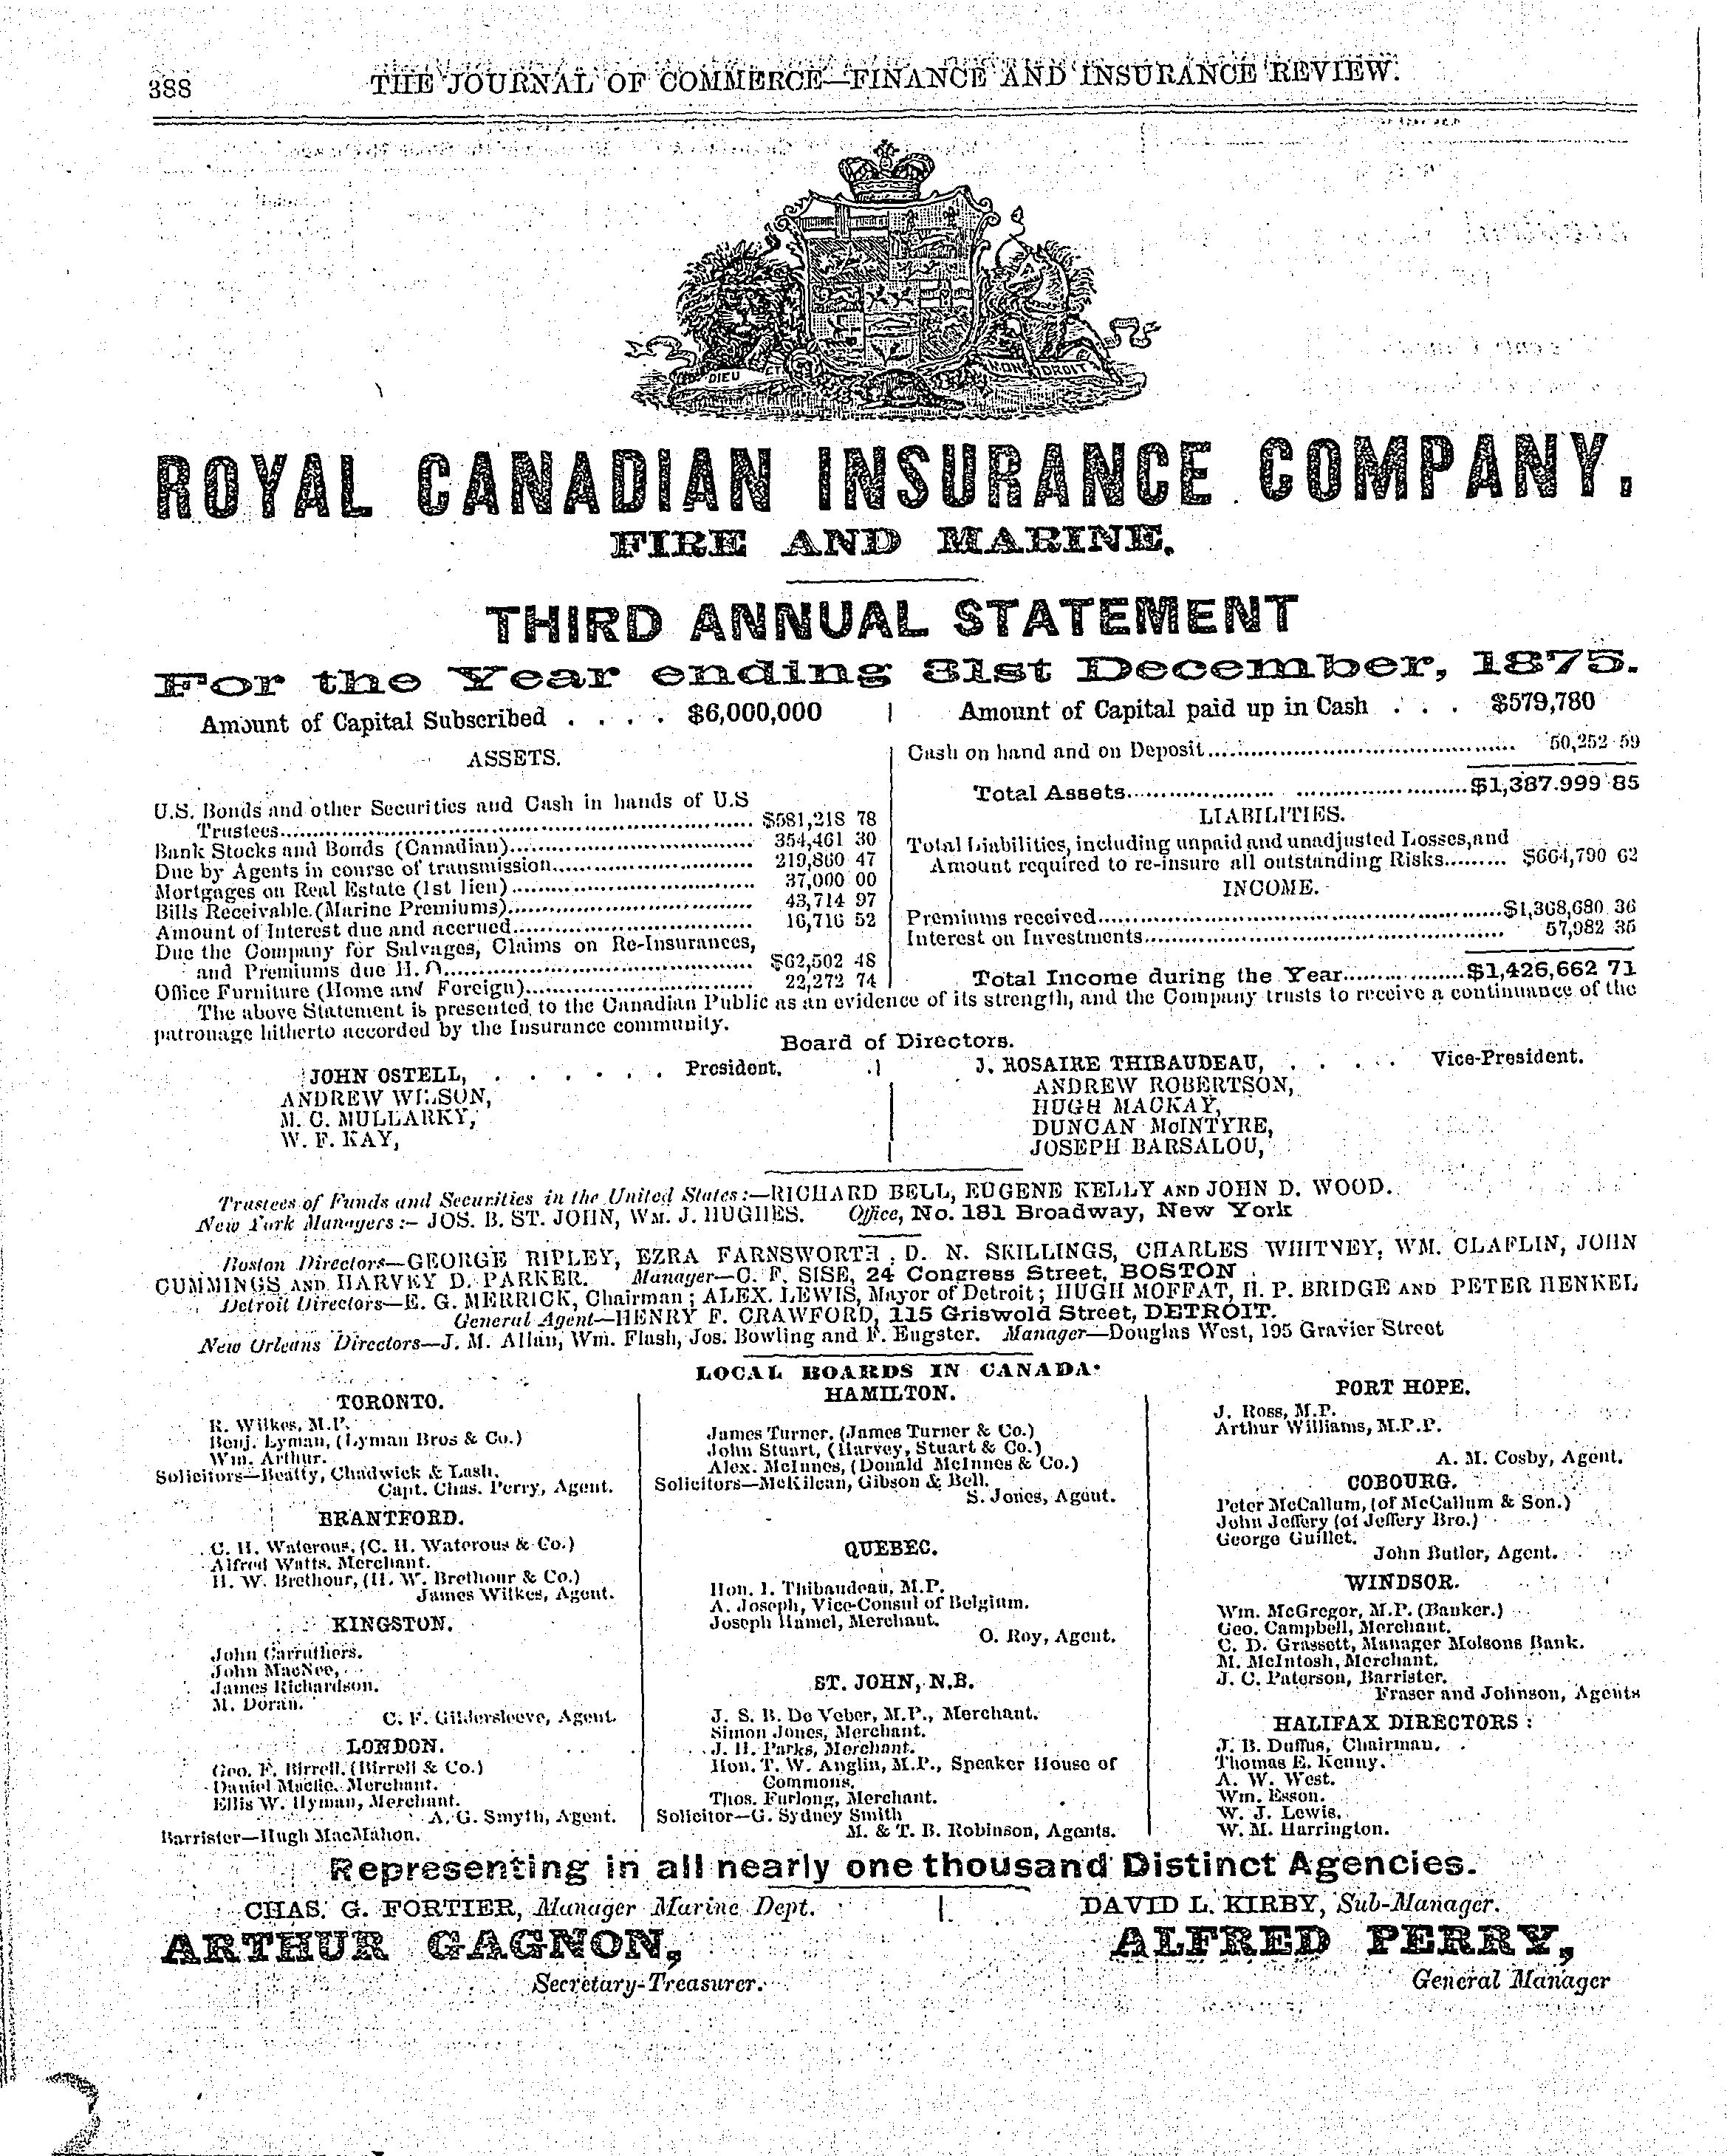 388 THE JOURNAL OF COMMERCE—FINANCE AND INSURANCE REVIEW.
DIEU ET MON DROIT
ROYAL CANADIAN INSURANCE COMPANY,
FIRE AND MARINE.
THIRD ANNUAL STATEMENT
For the Year ending 31st December, 1875.
Amount of Capital Subscribed . . . . $6,000,000
Amount of Capital paid up in Cash . . . $579,780
ASSETS.
U.S. Bonds and other Securities and Cash in hands of U.S
Trustees.......... $581,218 78
Bank Stocks and Bonds (Canadian).......... 354,461 30
Due by Agents in course of transmission.......... 219,860 47
Mortgages on Real Estate (1st lien).......... 37,000 00
Bills Receivable.(Marine Premiums).......... 43,714 97
Amount of Interest due and accrued.......... 16,716 52
Due the Company for Salvages, Claims on Re-Insurances,
and Premiums due H. O.......... $62,502 48
Office Furniture (Home and Foreign).......... 22,272 74
Cash on hand and on Deposit.......... 50,252 59
Total Assets.......... $1,387.999 85
LIABILITIES.
Total Liabilities, including unpaid and unadjusted Losses, and
Amount required to re-insure all outstanding Risks......... $664,790 62
INCOME.
Premiums received.......... $1,368,680 36
Interest on Investments.......... 57,982 35
Total Income during the Year.......... $1,426,662 71
The above Statement is presented to the Canadian Public as an evidence of its strength, and the Company trusts to receive a continuance of the
patronage hitherto accorded by the Insurance community.
Board of Directors.
JOHN OSTELL, . . . . . . President.
ANDREW WILSON,
M. C. MULLARKY,
W. F. KAY,
J. ROSAIRE THIBAUDEAU, . . . . Vice-President.
ANDREW ROBERTSON,
HUGH MACKAY,
DUNCAN McINTYRE,
JOSEPH BARSALOU,
Trustees of Funds and Securities in the United States:—RICHARD BELL, EUGENE KELLY AND JOHN D. WOOD.
New York Managers:— JOS. B. ST. JOHN, WM. J. HUGHES. Office, No. 181 Broadway, New York
Boston Directors—GEORGE RIPLEY, EZRA FARNSWORTH, D. N. SKILLINGS, CHARLES WHITNEY, WM. CLAFLIN, JOHN
CUMMINGS AND HARVEY D. PARKER. Manager—C. F. SISE, 24 Congress Street, BOSTON
Detroit Directors—E. G. MERRICK, Chairman; ALEX. LEWIS, Mayor of Detroit; HUGH MOFFAT, H. P. BRIDGE AND PETER HENKEL
General Agent—HENRY F. CRAWFORD, 115 Griswold Street, DETROIT.
New Orleans Directors—J. M. Allan, Wm. Flash, Jos. Bowling and F. Eugster. Manager—Douglas West, 195 Gravier Street
LOCAL BOARDS IN CANADA·
TORONTO.
R. Wilkes, M.P.
Benj. Lyman, (Lyman Bros & Co.)
Wm. Arthur.
Solicitors—Beatty, Chadwick & Lash.
Capt. Chas. Perry, Agent.
BRANTFORD.
C. H. Waterous, (C. H. Waterous & Co.)
Alfred Watts. Merchant.
H. W. Brethour, (H. W. Brethour & Co.)
James Wilkes, Agent.
KINGSTON.
John Carruthers.
John MacNee,
James Richardson.
M. Doran.
C. F. Gildersleeve, Agent.
LONDON.
Geo. F. Birrell. (Birrell & Co.)
Daniel Macfie. Merchant.
Ellis W. Hyman, Merchant.
A. G. Smyth, Agent.
Barrister—Hugh MacMahon.
HAMILTON.
James Turner, (James Turner & Co.)
John Stuart, (Harvey, Stuart & Co.)
Alex. McInnes, (Donald McInnes & Co.)
Solicitors—McKilcan, Gibson & Bell.
S. Jones, Agent.
QUEBEC.
Hon. I. Thibaudeau, M.P.
A. Joseph, Vice-Consul of Belgium.
Joseph Hamel, Merchant.
O. Roy, Agent.
ST. JOHN, N.B.
J. S. B. De Veber, M.P., Merchant.
Simon Jones, Merchant.
J. H. Parks, Merchant.
Hon. T. W. Anglin, M.P., Speaker House of
Commons.
Thos. Furlong, Merchant.
Solicitor—G. Sydney Smith
M. & T. B. Robinson, Agents.
PORT HOPE.
J. Ross, M.P.
Arthur Williams, M.P.P.
A. M. Cosby, Agent.
COBOURG.
Peter McCallum, (of McCallum & Son.)
John Jeffery (of Jeffery Bro.)
George Guillet.
John Butler, Agent.
WINDSOR.
Wm. McGregor, M.P. (Banker.)
Geo. Campbell, Merchant.
C. D. Grassett, Manager Molsons Bank.
M. McIntosh, Merchant.
J. C. Paterson, Barrister.
Fraser and Johnson, Agents
HALIFAX DIRECTORS:
J. B. Duffus, Chairman.
Thomas E. Kenny.
A. W. West.
Wm. Esson.
W. J. Lewis.
W. M. Harrington.
Representing in all nearly one thousand Distinct Agencies.
CHAS. G. FORTIER, Manager Marine Dept.
DAVID L. KIRBY, Sub-Manager.
ARTHUR GAGNON,
Secretary-Treasurer.
ALFRED PERRY,
General Manager